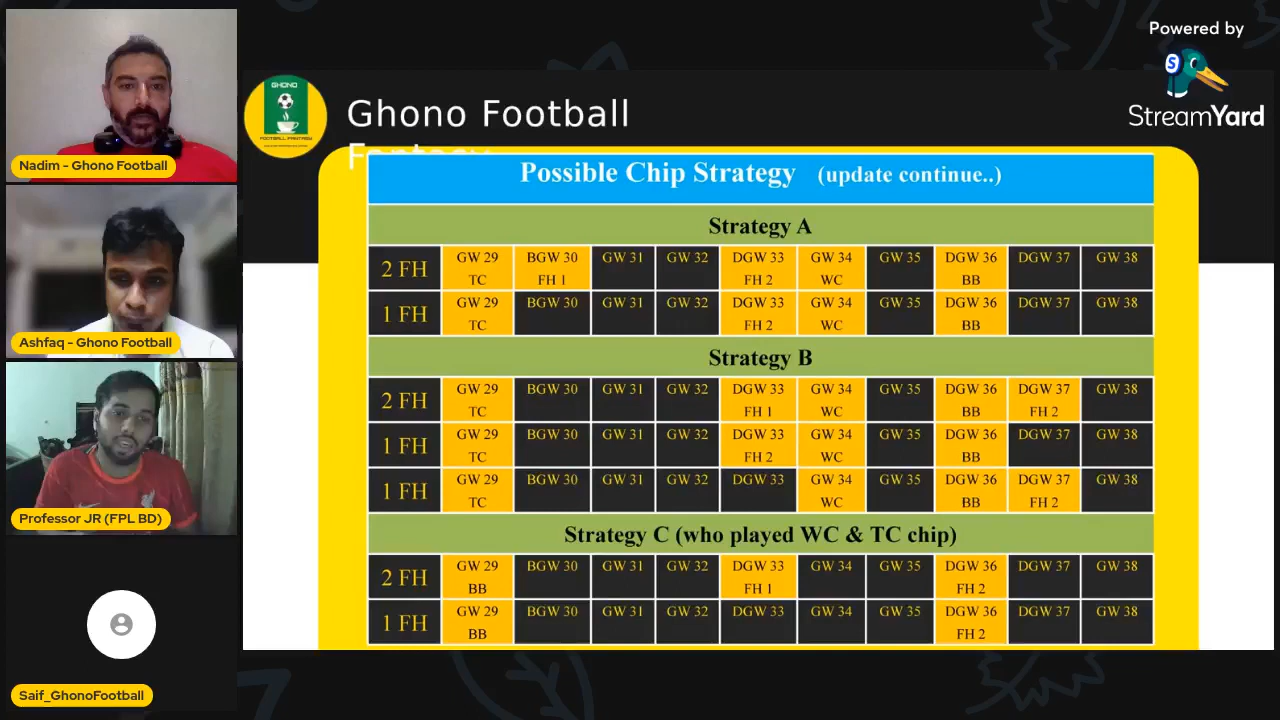 Powered by
StreamYard
Ghono Football
Fantasy
GHONO
FOOTBALL FANTASY
Possible Chip Strategy (update continue..)
Strategy A
2 FH GW 29 TC BGW 30 FH 1 GW 31 GW 32 DGW 33 FH 2 GW 34 WC GW 35 DGW 36 BB DGW 37 GW 38
1 FH GW 29 TC BGW 30 GW 31 GW 32 DGW 33 FH 2 GW 34 WC GW 35 DGW 36 BB DGW 37 GW 38
Strategy B
2 FH GW 29 TC BGW 30 GW 31 GW 32 DGW 33 FH 1 GW 34 WC GW 35 DGW 36 BB DGW 37 FH 2 GW 38
1 FH GW 29 TC BGW 30 GW 31 GW 32 DGW 33 FH 2 GW 34 WC GW 35 DGW 36 BB DGW 37 GW 38
1 FH GW 29 TC BGW 30 GW 31 GW 32 DGW 33 GW 34 WC GW 35 DGW 36 BB DGW 37 FH 2 GW 38
Strategy C (who played WC & TC chip)
2 FH GW 29 BB BGW 30 GW 31 GW 32 DGW 33 FH 1 GW 34 GW 35 DGW 36 FH 2 DGW 37 GW 38
1 FH GW 29 BB BGW 30 GW 31 GW 32 DGW 33 GW 34 GW 35 DGW 36 FH 2 DGW 37 GW 38
Nadim - Ghono Football
Ashfaq - Ghono Football
Professor JR (FPL BD)
Saif_GhonoFootball